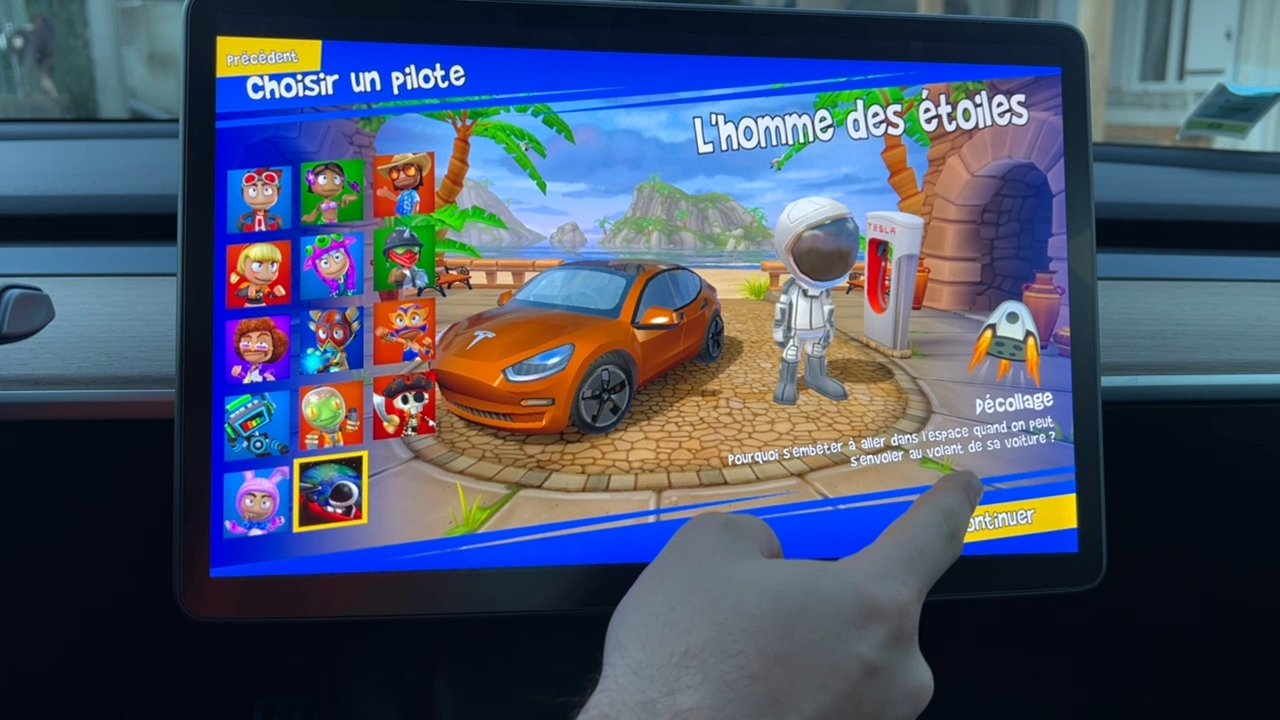 Précédent
Choisir un pilote
L'homme des étoiles
TESLA
Décollage
Pourquoi s'embêter à aller dans l'espace quand on peut
s'envoler au volant de sa voiture ?
ontinuer